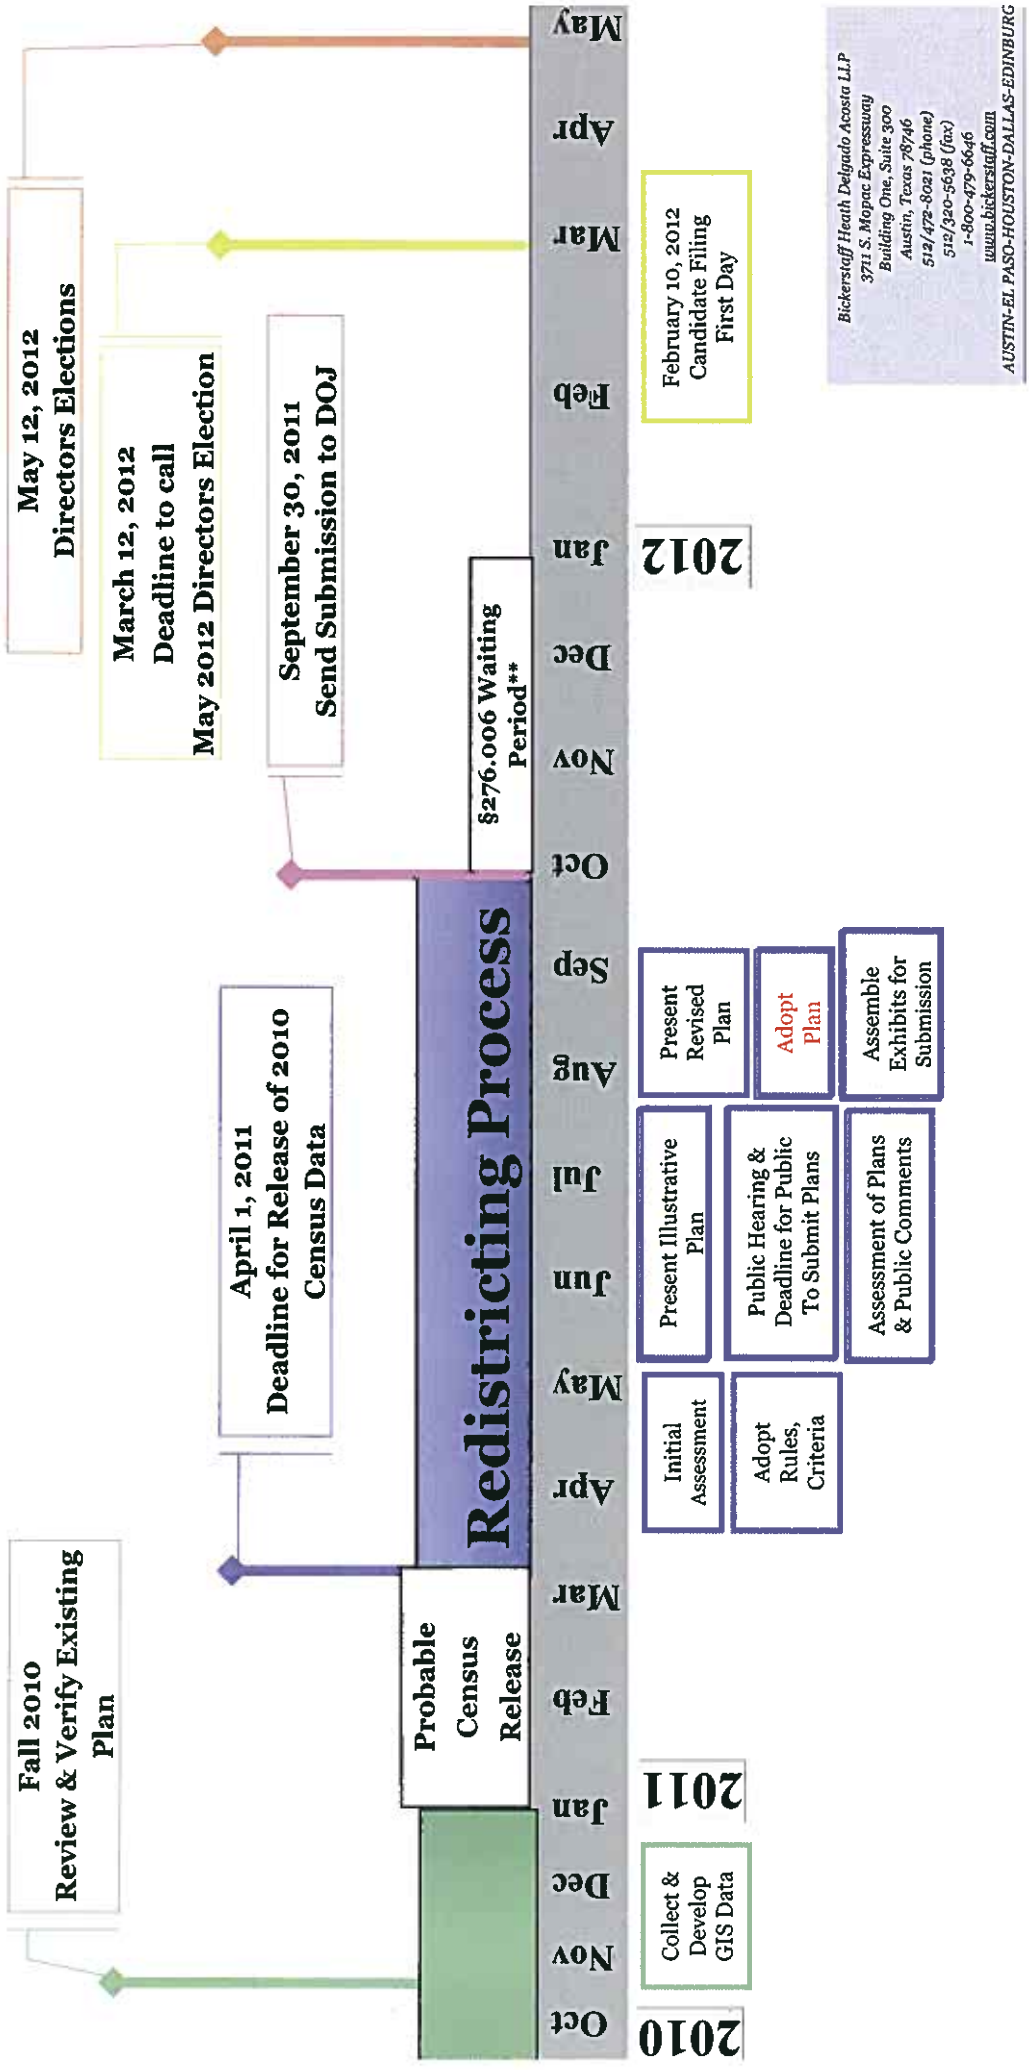 Fall 2010
Review & Verify Existing
Plan
April 1, 2011
Deadline for Release of 2010
Census Data
September 30, 2011
Send Submission to DOJ
March 12, 2012
Deadline to call
May 2012 Directors Election
May 12, 2012
Directors Elections
Probable
Census
Release
Redistricting Process
§276.006 Waiting
Period**
Oct
Nov
Dec
Jan
Feb
Mar
Apr
May
Jun
Jul
Aug
Sep
Oct
Nov
Dec
Jan
Feb
Mar
Apr
May
2010
2011
2012
Collect &
Develop
GIS Data
Initial
Assessment
Adopt
Rules,
Criteria
Present Illustrative
Plan
Public Hearing &
Deadline for Public
To Submit Plans
Assessment of Plans
& Public Comments
Present
Revised
Plan
Adopt
Plan
Assemble
Exhibits for
Submission
February 10, 2012
Candidate Filing
First Day
Bickerstaff Heath Delgado Acosta LLP
3711 S. Mopac Expressway
Building One, Suite 300
Austin, Texas 78746
512/472-8021 (phone)
512/320-5638 (fax)
1-800-479-6646
www.bickerstaff.com
AUSTIN-EL PASO-HOUSTON-DALLAS-EDINBURG